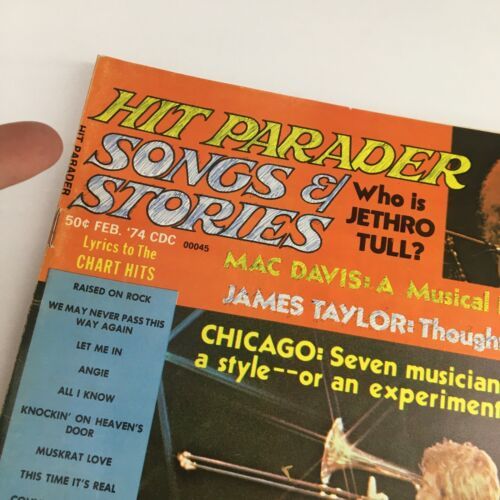 HIT PARADER
HIT PARADER
SONGS &
STORIES
Who is
JETHRO
TULL?
50¢ FEB. '74 CDC
00045
Lyrics to The
CHART HITS
MAC DAVIS: A Musical
JAMES TAYLOR: Though
CHICAGO: Seven musician
a style--or an experiment
RAISED ON ROCK
WE MAY NEVER PASS THIS
WAY AGAIN
LET ME IN
ANGIE
ALL I KNOW
KNOCKIN' ON HEAVEN'S
DOOR
MUSKRAT LOVE
THIS TIME IT'S REAL